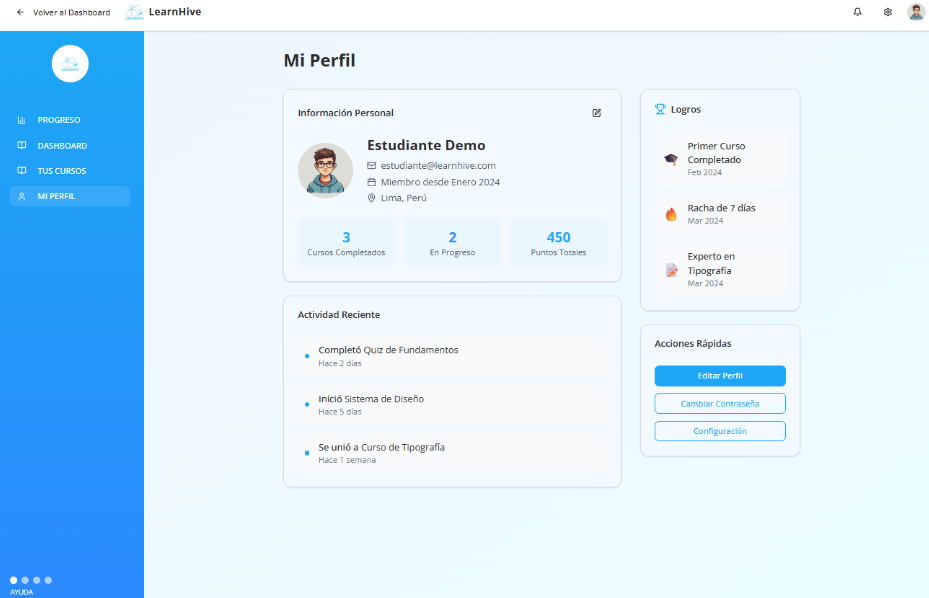 Volver al Dashboard
LearnHive
LEARNHIVE
PROGRESO
DASHBOARD
TUS CURSOS
MI PERFIL
AYUDA
Mi Perfil
Información Personal
Estudiante Demo
estudiante@learnhive.com
Miembro desde Enero 2024
Lima, Perú
3
Cursos Completados
2
En Progreso
450
Puntos Totales
Actividad Reciente
Completó Quiz de Fundamentos
Hace 2 días
Inició Sistema de Diseño
Hace 5 días
Se unió a Curso de Tipografía
Hace 1 semana
Logros
Primer Curso
Completado
Feb 2024
Racha de 7 días
Mar 2024
Experto en
Tipografía
Mar 2024
Acciones Rápidas
Editar Perfil
Cambiar Contraseña
Configuración